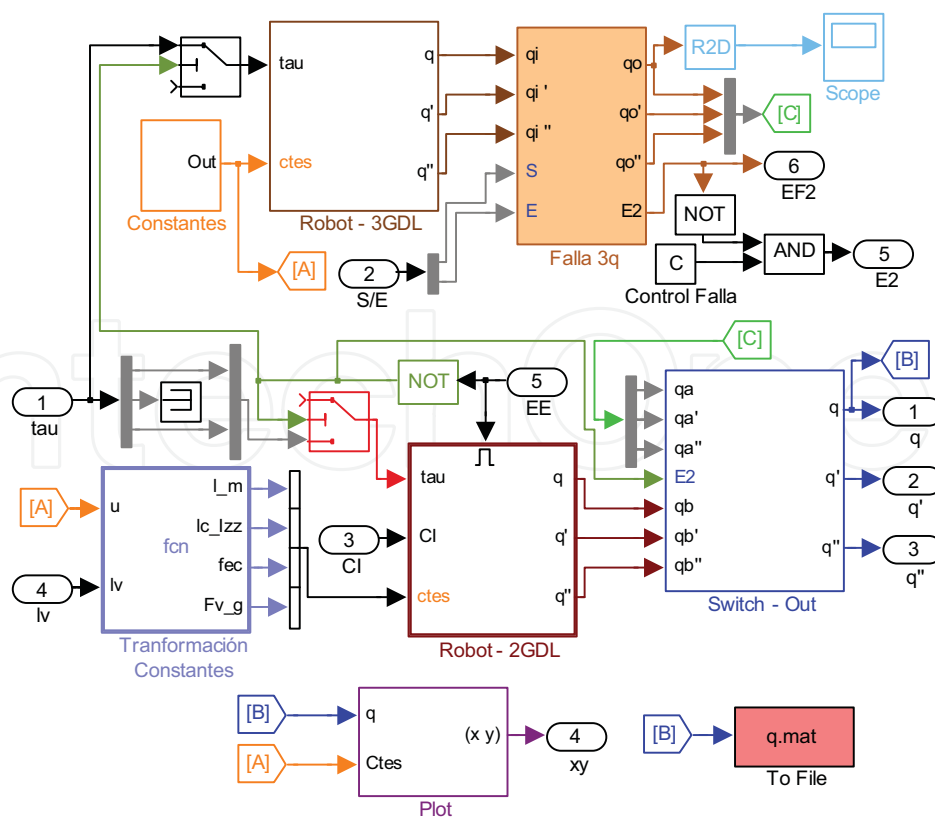 tau
q
q'
q''
ctes
Robot - 3GDL
Out
Constantes
[A]
2
S/E
qi
qi '
qi ''
S
E
qo
qo'
qo''
E2
Falla 3q
R2D
Scope
[C]
6
EF2
NOT
C
Control Falla
AND
5
E2
1
tau
NOT
5
EE
[C]
qa
qa'
qa''
E2
qb
qb'
qb''
q
q'
q''
Switch - Out
[B]
1
q
2
q'
3
q''
[A]
4
lv
u
lv
fcn
l_m
lc_Izz
fec
Fv_g
Tranformación
Constantes
3
CI
tau
CI
ctes
q
q'
q''
Robot - 2GDL
[B]
[A]
q
Ctes
(x y)
Plot
4
xy
[B]
q.mat
To File